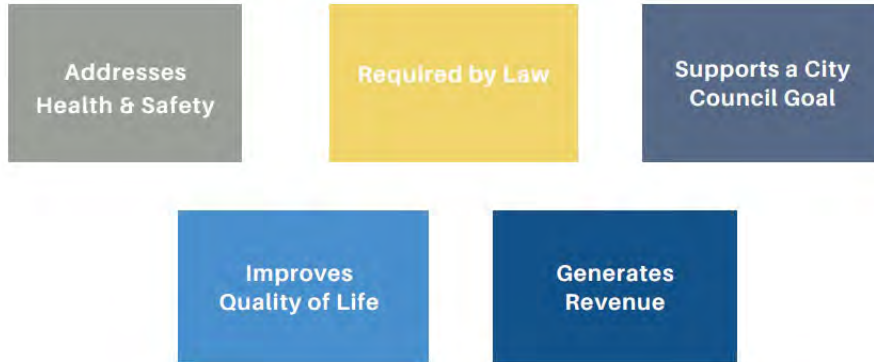 Addresses
Health & Safety
Required by Law
Supports a City
Council Goal
Improves
Quality of Life
Generates
Revenue